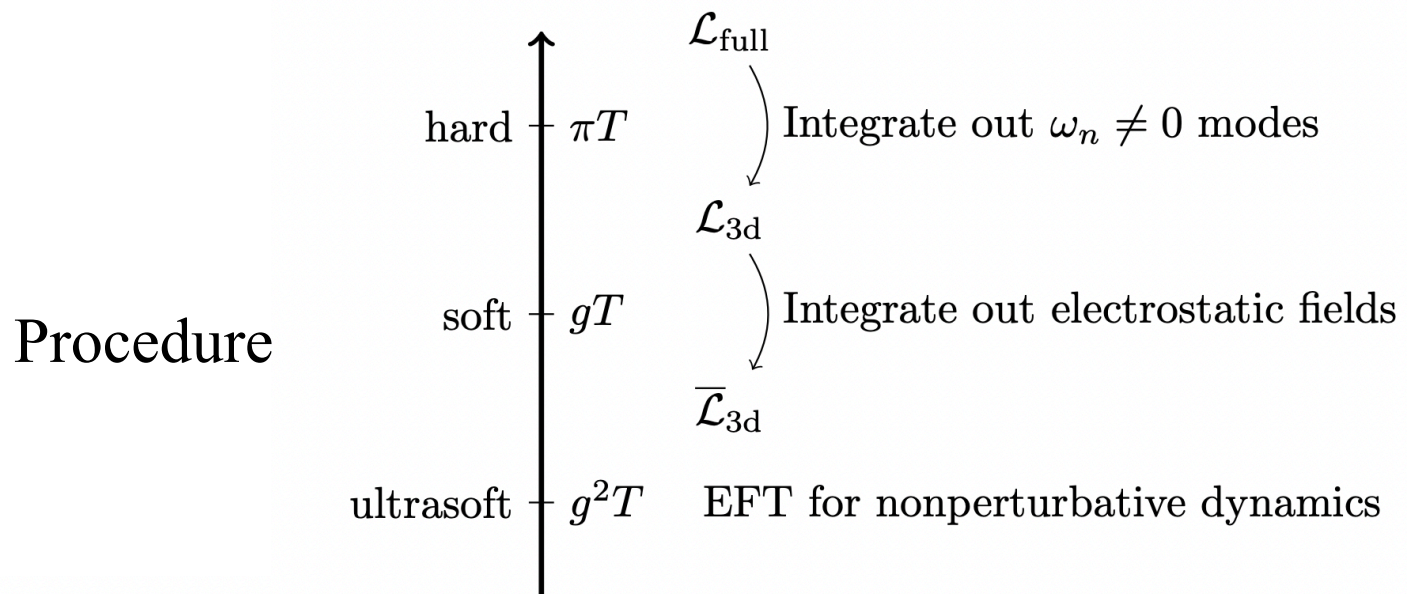 ℒ_full
hard πT Integrate out ω_n ≠ 0 modes
ℒ_3d
soft gT Integrate out electrostatic fields
Procedure
ℒ̅_3d
ultrasoft g²T EFT for nonperturbative dynamics